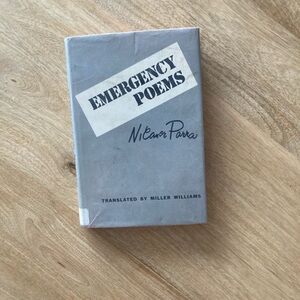 EMERGENCY
POEMS
Nicanor Parra
TRANSLATED BY MILLER WILLIAMS